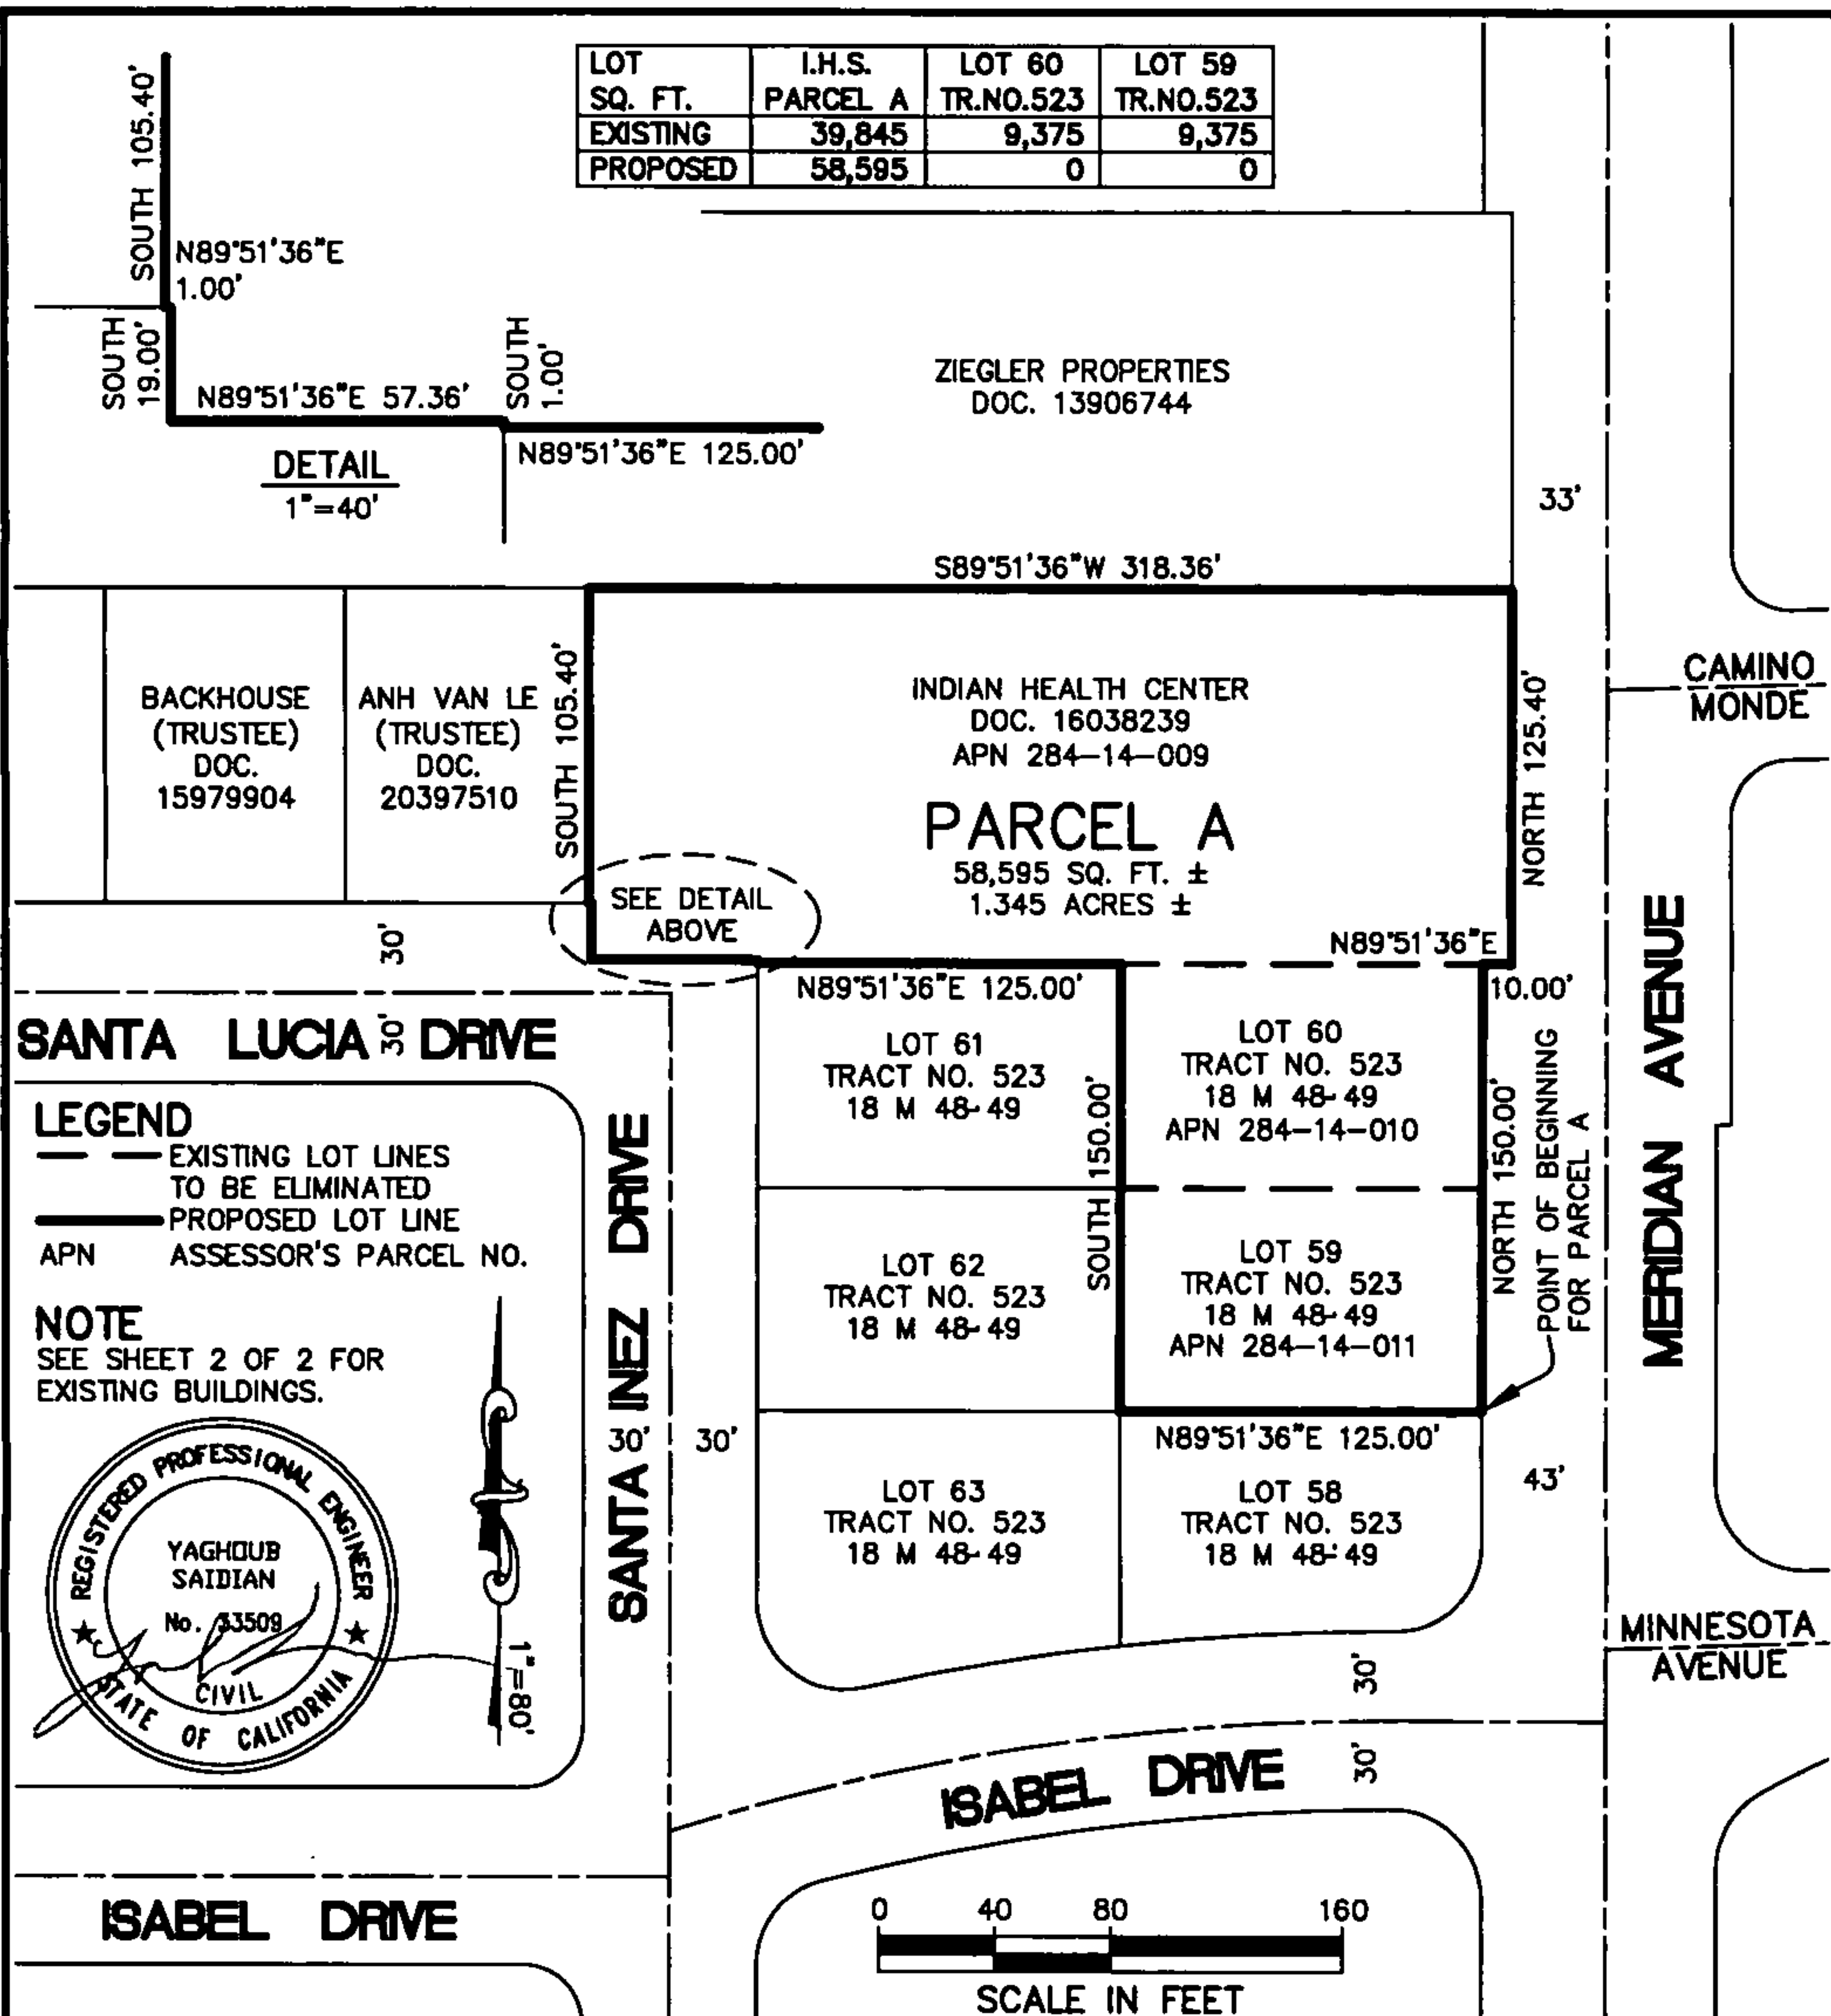 LOT SQ. FT. I.H.S. PARCEL A LOT 60 TR.NO.523 LOT 59 TR.NO.523
EXISTING 39,845 9,375 9,375
PROPOSED 58,595 0 0
SOUTH 105.40'
N89°51'36"E
1.00'
SOUTH
19.00'
N89°51'36"E 57.36'
SOUTH
1.00'
N89°51'36"E 125.00'
DETAIL
1"=40'
ZIEGLER PROPERTIES
DOC. 13906744
33'
S89°51'36"W 318.36'
BACKHOUSE
(TRUSTEE)
DOC.
15979904
ANH VAN LE
(TRUSTEE)
DOC.
20397510
SOUTH 105.40'
INDIAN HEALTH CENTER
DOC. 16038239
APN 284-14-009
PARCEL A
58,595 SQ. FT. ±
1.345 ACRES ±
NORTH 125.40'
CAMINO
MONDE
SEE DETAIL
ABOVE
N89°51'36"E
10.00'
30'
30'
SANTA LUCIA DRIVE
N89°51'36"E 125.00'
LOT 61
TRACT NO. 523
18 M 48-49
SOUTH 150.00'
LOT 60
TRACT NO. 523
18 M 48-49
APN 284-14-010
NORTH 150.00'
POINT OF BEGINNING
FOR PARCEL A
MERIDIAN AVENUE
LEGEND
EXISTING LOT LINES
TO BE ELIMINATED
PROPOSED LOT LINE
APN ASSESSOR'S PARCEL NO.
NOTE
SEE SHEET 2 OF 2 FOR
EXISTING BUILDINGS.
SANTA INEZ DRIVE
30'
30'
LOT 62
TRACT NO. 523
18 M 48-49
LOT 59
TRACT NO. 523
18 M 48-49
APN 284-14-011
N89°51'36"E 125.00'
LOT 63
TRACT NO. 523
18 M 48-49
LOT 58
TRACT NO. 523
18 M 48-49
43'
REGISTERED PROFESSIONAL ENGINEER
YAGHOUB
SAIDIAN
No. 33509
CIVIL
STATE OF CALIFORNIA
1"=80'
MINNESOTA
AVENUE
30'
30'
ISABEL DRIVE
ISABEL DRIVE
0 40 80 160
SCALE IN FEET